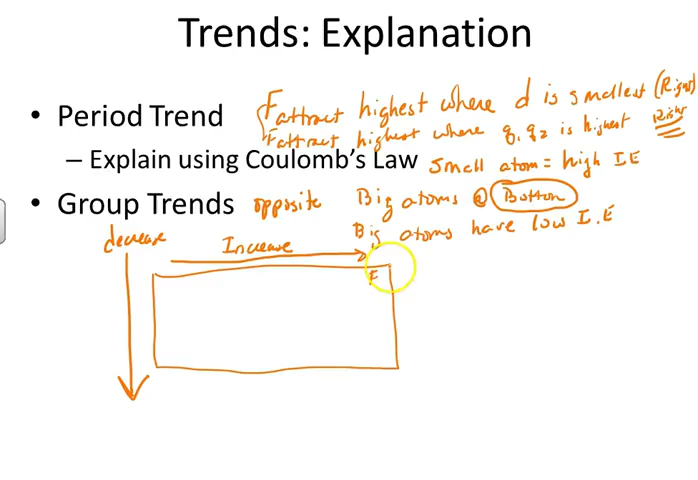 Trends: Explanation
• Period Trend Fattract highest where d is smallest (Right)
Fattract highest where q1 q2 is highest Right
– Explain using Coulomb's Law small atom = high I.E
• Group Trends opposite Big atoms @ Bottom
Big atoms have low I.E
decrease Increase
F